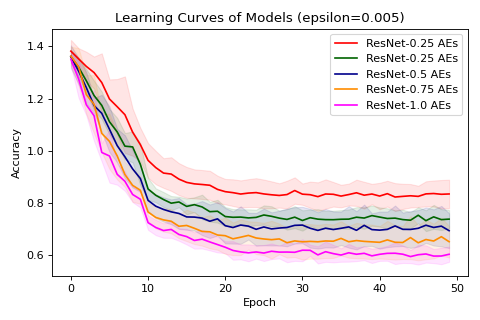 Learning Curves of Models (epsilon=0.005)
ResNet-0.25 AEs
ResNet-0.25 AEs
ResNet-0.5 AEs
ResNet-0.75 AEs
ResNet-1.0 AEs
Accuracy
1.4
1.2
1.0
0.8
0.6
0 10 20 30 40 50
Epoch